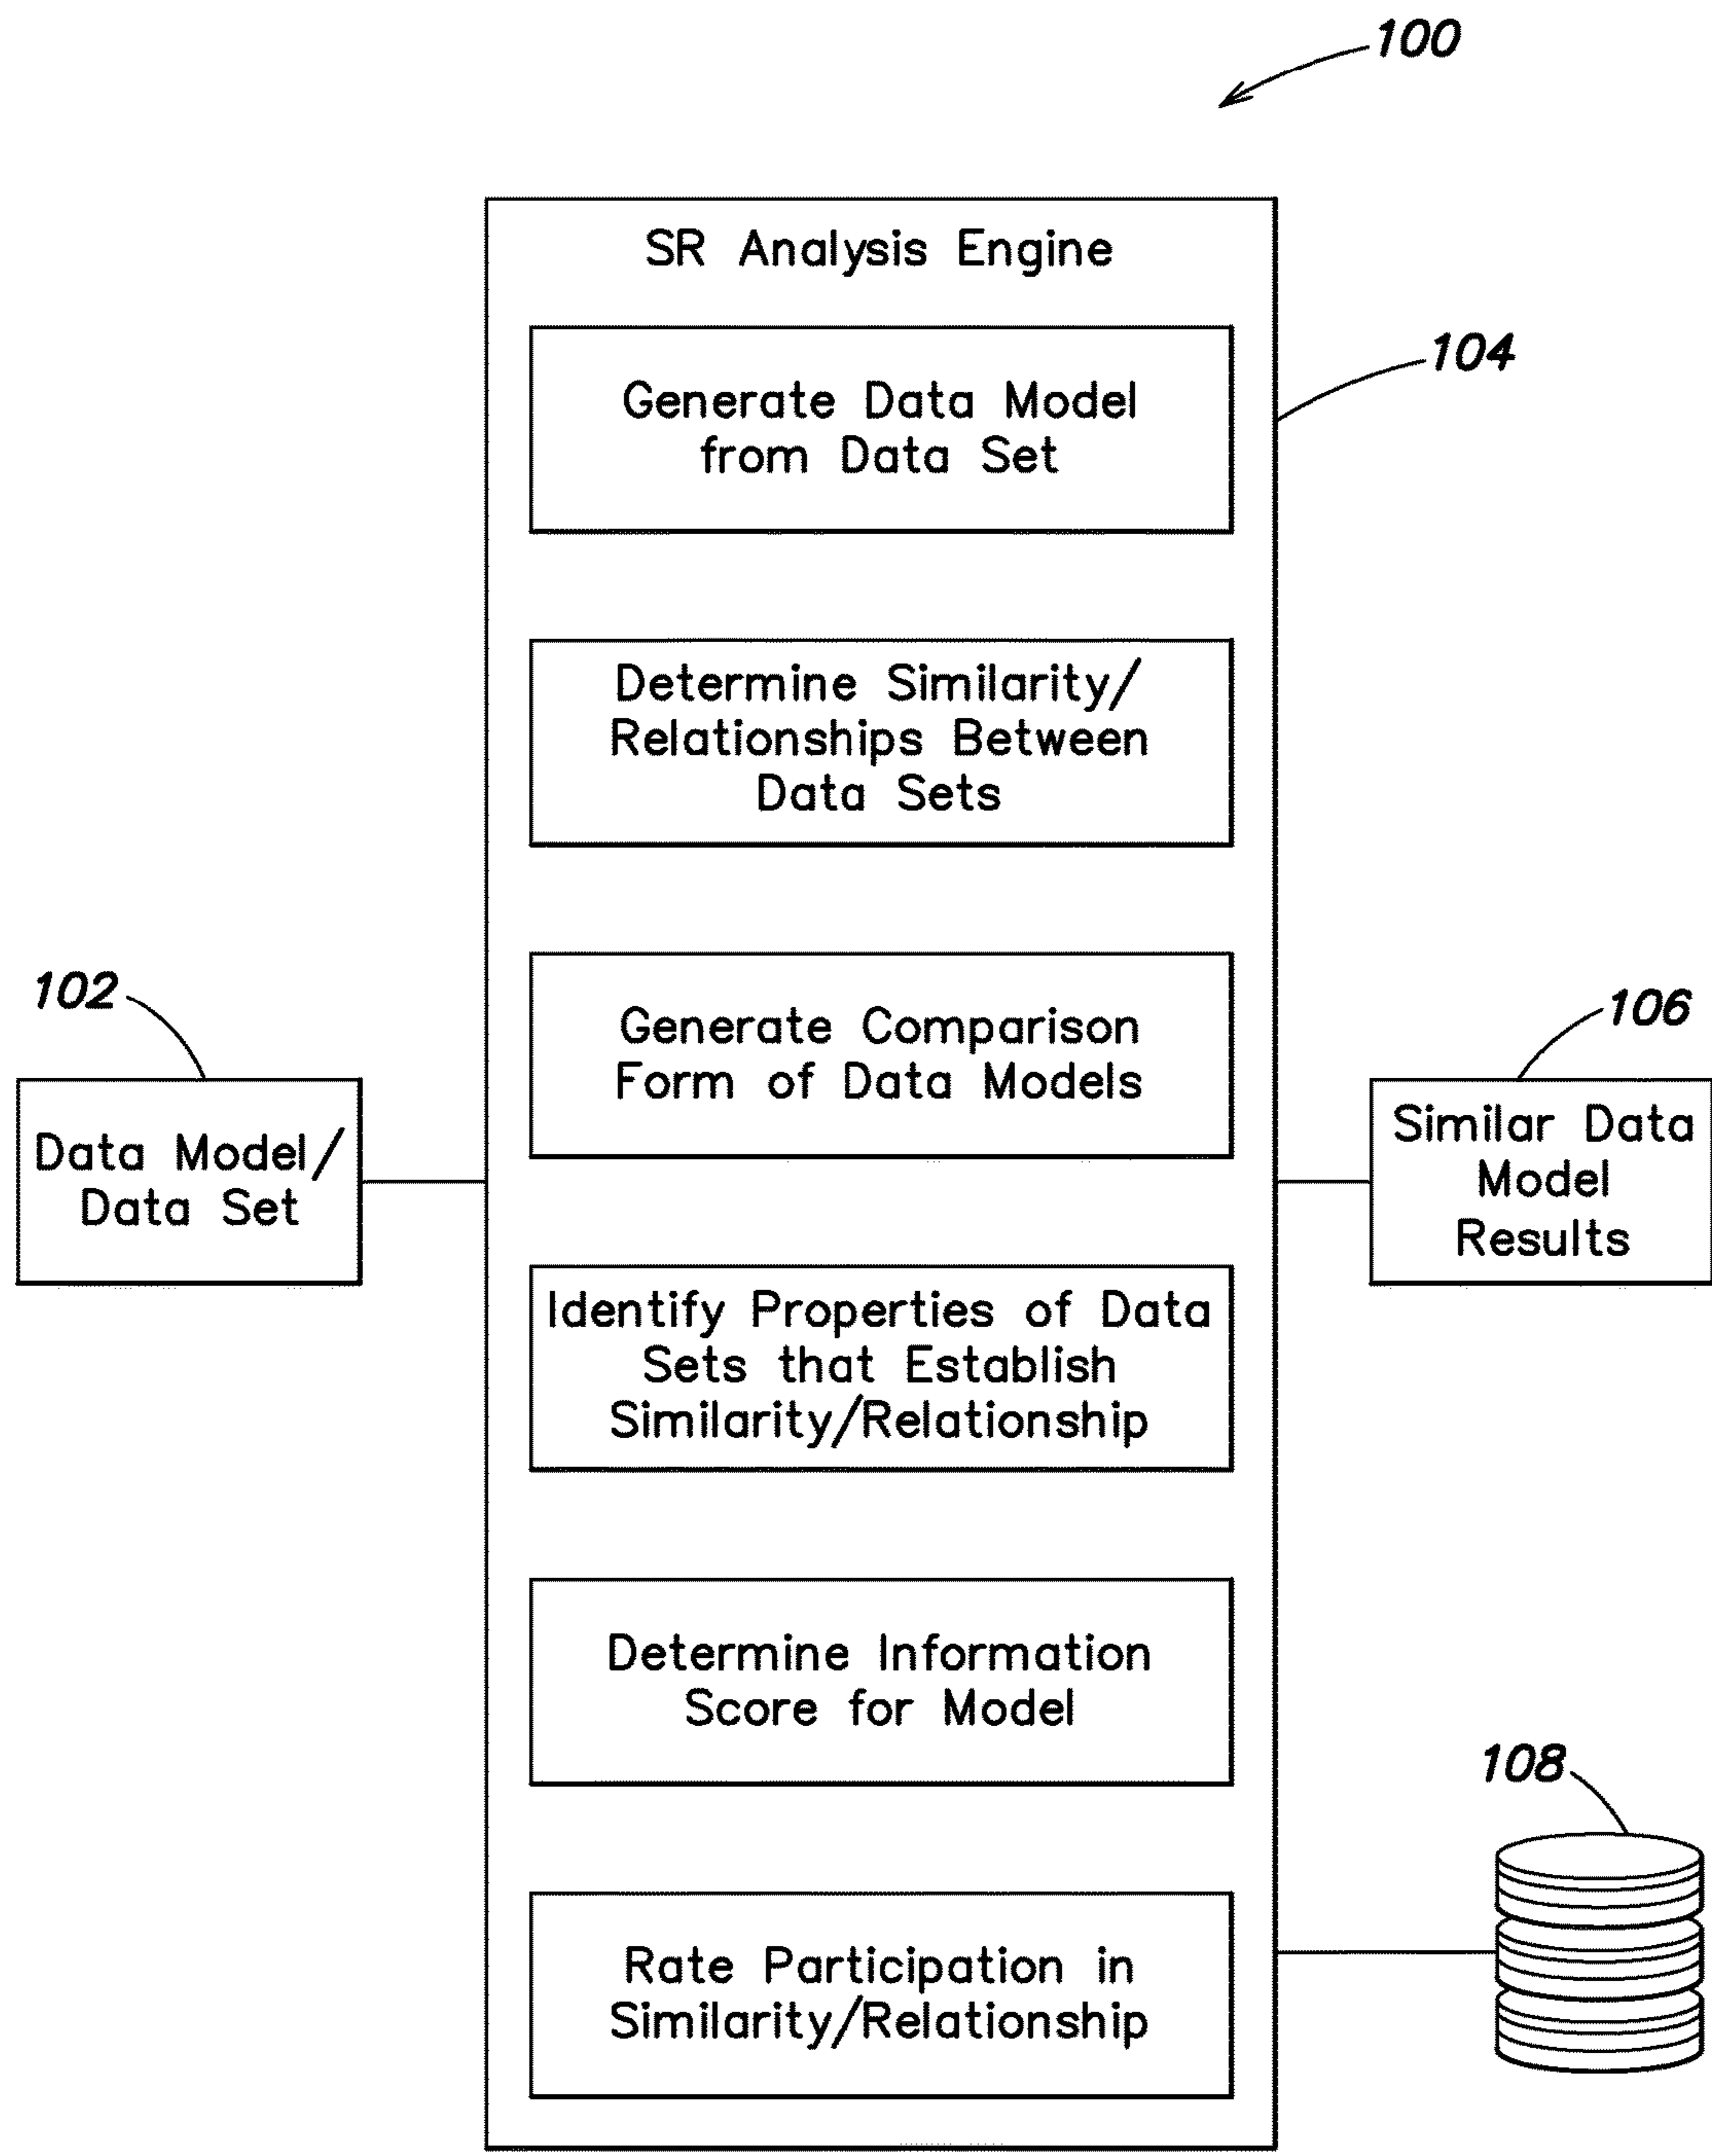 100
SR Analysis Engine
104
Generate Data Model
from Data Set
Determine Similarity/
Relationships Between
Data Sets
102
Data Model/
Data Set
Generate Comparison
Form of Data Models
106
Similar Data
Model
Results
Identify Properties of Data
Sets that Establish
Similarity/Relationship
Determine Information
Score for Model
108
Rate Participation in
Similarity/Relationship